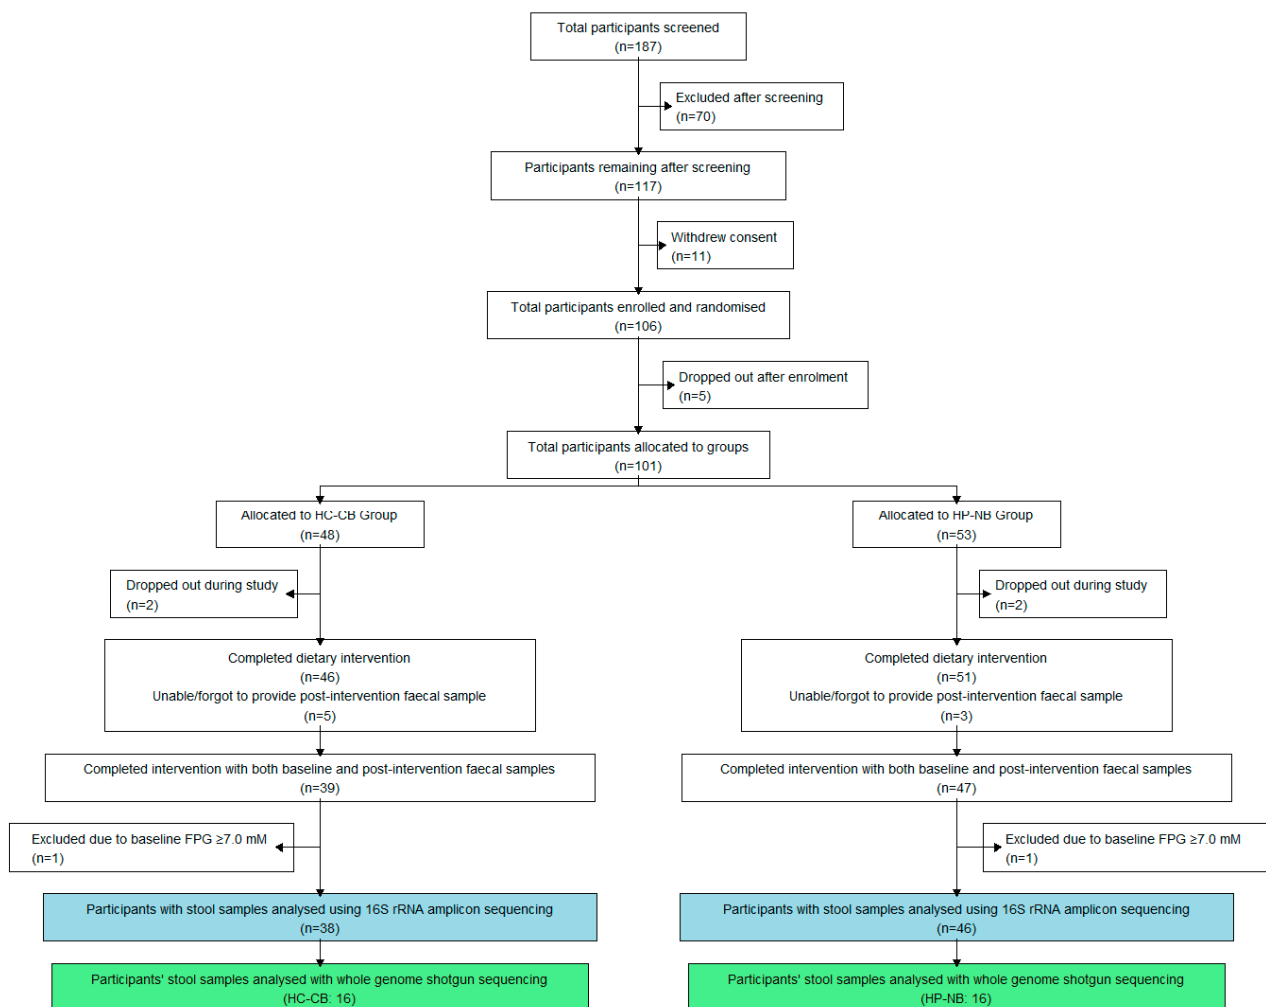 Total participants screened
(n=187)
Excluded after screening
(n=70)
Participants remaining after screening
(n=117)
Withdrew consent
(n=11)
Total participants enrolled and randomised
(n=106)
Dropped out after enrolment
(n=5)
Total participants allocated to groups
(n=101)
Allocated to HC-CB Group
(n=48)
Allocated to HP-NB Group
(n=53)
Dropped out during study
(n=2)
Dropped out during study
(n=2)
Completed dietary intervention
(n=46)
Unable/forgot to provide post-intervention faecal sample
(n=5)
Completed dietary intervention
(n=51)
Unable/forgot to provide post-intervention faecal sample
(n=3)
Completed intervention with both baseline and post-intervention faecal samples
(n=39)
Completed intervention with both baseline and post-intervention faecal samples
(n=47)
Excluded due to baseline FPG ≥7.0 mM
(n=1)
Excluded due to baseline FPG ≥7.0 mM
(n=1)
Participants with stool samples analysed using 16S rRNA amplicon sequencing
(n=38)
Participants with stool samples analysed using 16S rRNA amplicon sequencing
(n=46)
Participants' stool samples analysed with whole genome shotgun sequencing
(HC-CB: 16)
Participants' stool samples analysed with whole genome shotgun sequencing
(HP-NB: 16)